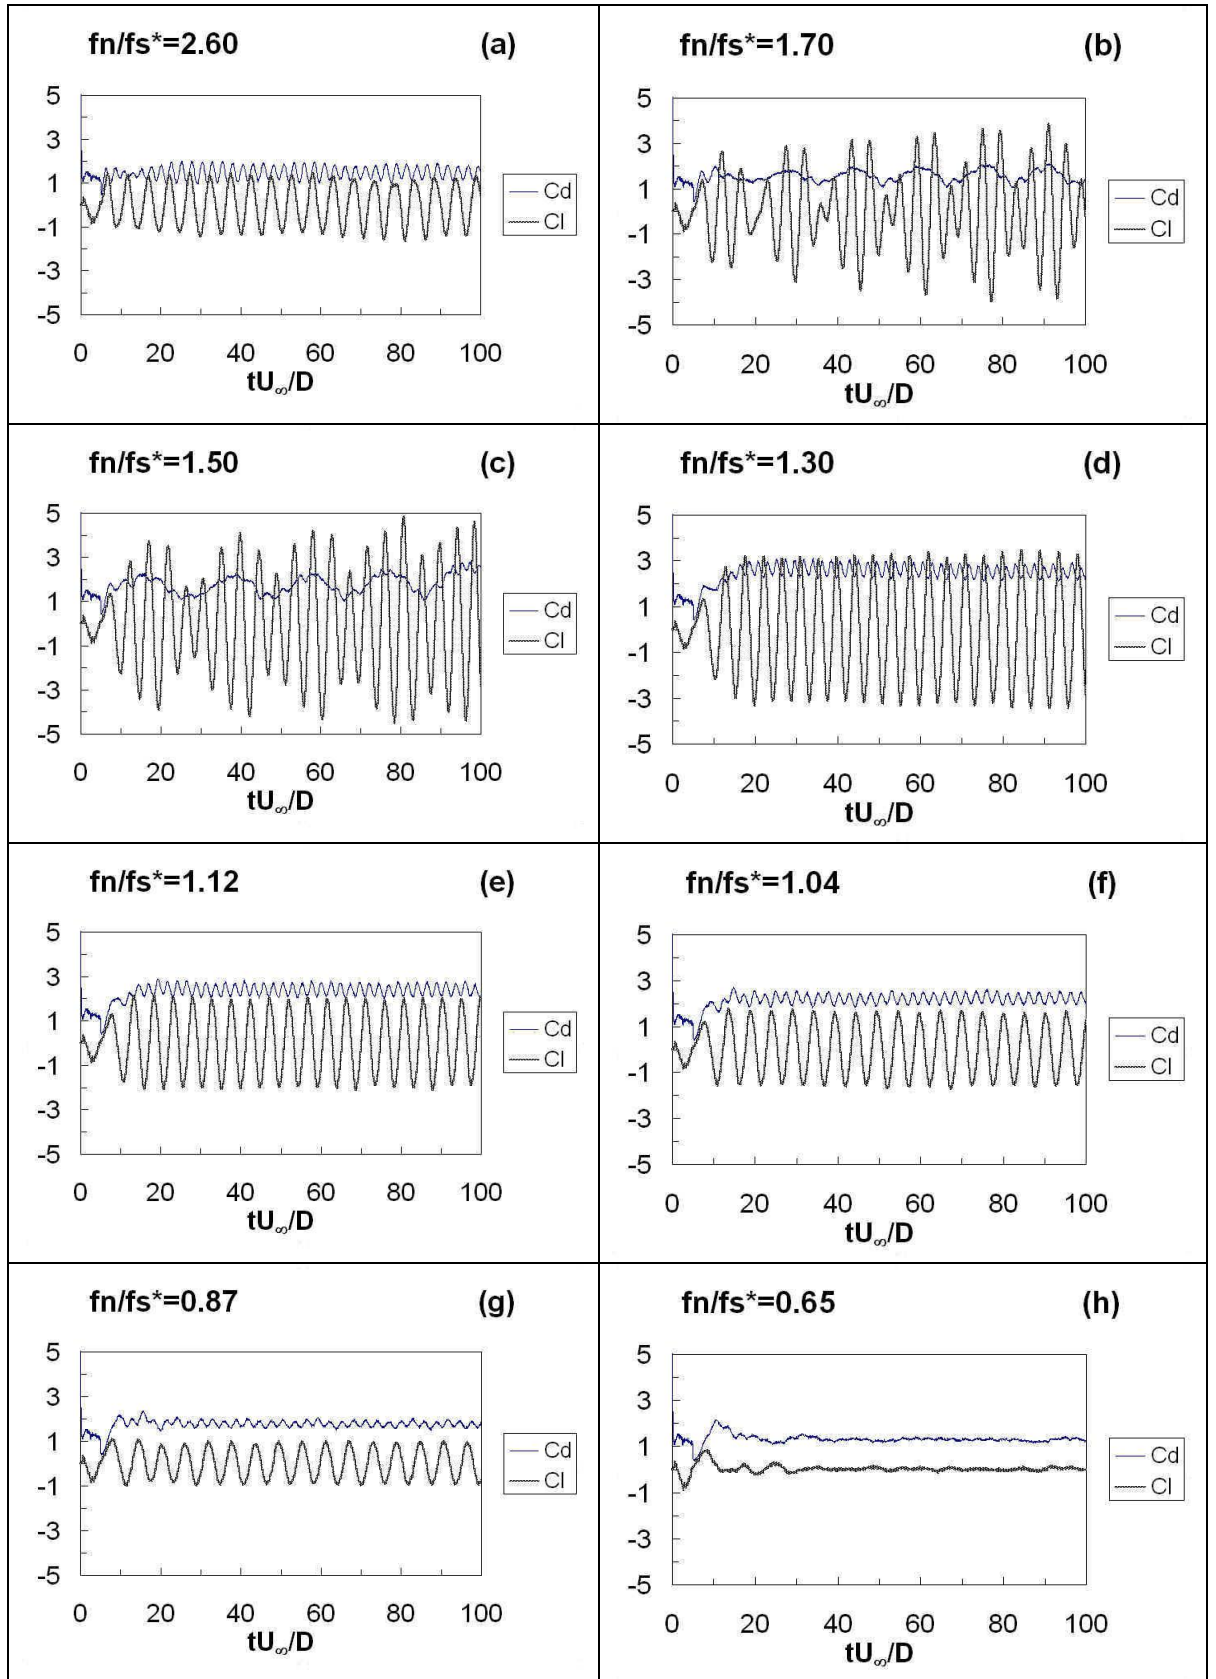 fn/fs*=2.60 (a)
5
3
1
-1
-3
-5
0 20 40 60 80 100
tU∞/D
Cd
Cl
fn/fs*=1.70 (b)
5
3
1
-1
-3
-5
0 20 40 60 80 100
tU∞/D
Cd
Cl
fn/fs*=1.50 (c)
5
3
1
-1
-3
-5
0 20 40 60 80 100
tU∞/D
Cd
Cl
fn/fs*=1.30 (d)
5
3
1
-1
-3
-5
0 20 40 60 80 100
tU∞/D
Cd
Cl
fn/fs*=1.12 (e)
5
3
1
-1
-3
-5
0 20 40 60 80 100
tU∞/D
Cd
Cl
fn/fs*=1.04 (f)
5
3
1
-1
-3
-5
0 20 40 60 80 100
tU∞/D
Cd
Cl
fn/fs*=0.87 (g)
5
3
1
-1
-3
-5
0 20 40 60 80 100
tU∞/D
Cd
Cl
fn/fs*=0.65 (h)
5
3
1
-1
-3
-5
0 20 40 60 80 100
tU∞/D
Cd
Cl